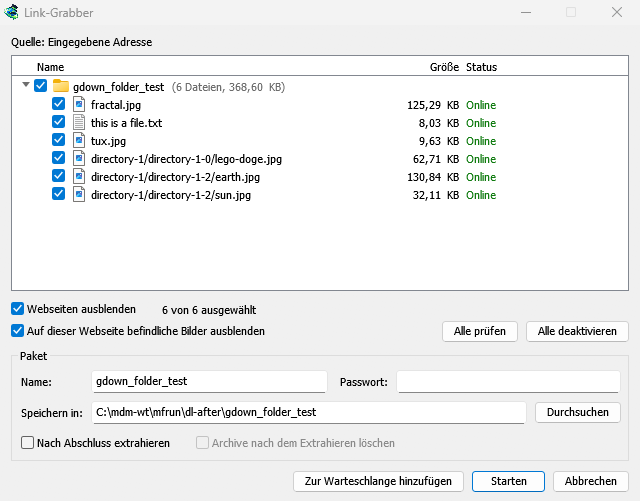 Link-Grabber
Quelle: Eingegebene Adresse
Name Größe Status
gdown_folder_test (6 Dateien, 368,60 KB)
fractal.jpg 125,29 KB Online
this is a file.txt 8,03 KB Online
tux.jpg 9,63 KB Online
directory-1/directory-1-0/lego-doge.jpg 62,71 KB Online
directory-1/directory-1-2/earth.jpg 130,84 KB Online
directory-1/directory-1-2/sun.jpg 32,11 KB Online
Webseiten ausblenden 6 von 6 ausgewählt
Auf dieser Webseite befindliche Bilder ausblenden Alle prüfen Alle deaktivieren
Paket
Name: gdown_folder_test Passwort:
Speichern in: C:\mdm-wt\mfrun\dl-after\gdown_folder_test Durchsuchen
Nach Abschluss extrahieren Archive nach dem Extrahieren löschen
Zur Warteschlange hinzufügen Starten Abbrechen